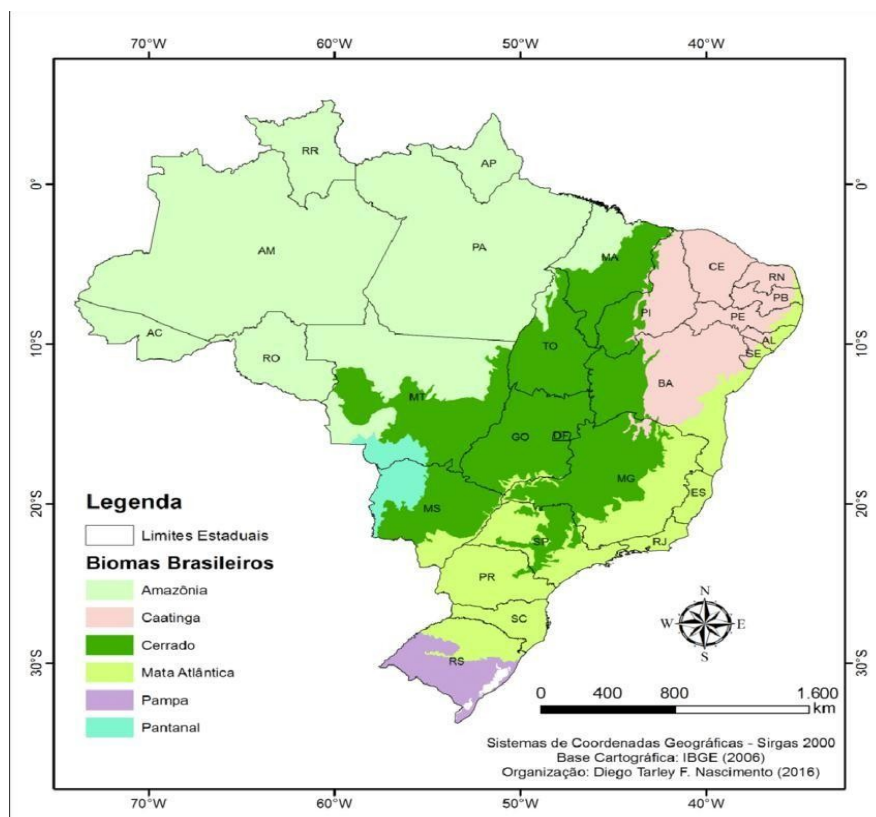 70°W 60°W 50°W 40°W
RR
AP
0° 0°
AM
PA
MA
CE
RN
PB
PI
PE
AC
AL
SE
10°S 10°S
RO
TO
BA
MT
GO
DF
MG
ES
20°S 20°S
MS
SP
RJ
PR
SC
30°S 30°S
RS
Legenda
Limites Estaduais
Biomas Brasileiros
Amazônia
Caatinga
Cerrado
Mata Atlântica
Pampa
Pantanal
N
W E
S
0 400 800 1.600
km
Sistemas de Coordenadas Geográficas - Sirgas 2000
Base Cartográfica: IBGE (2006)
Organização: Diego Tarley F. Nascimento (2016)
70°W 60°W 50°W 40°W